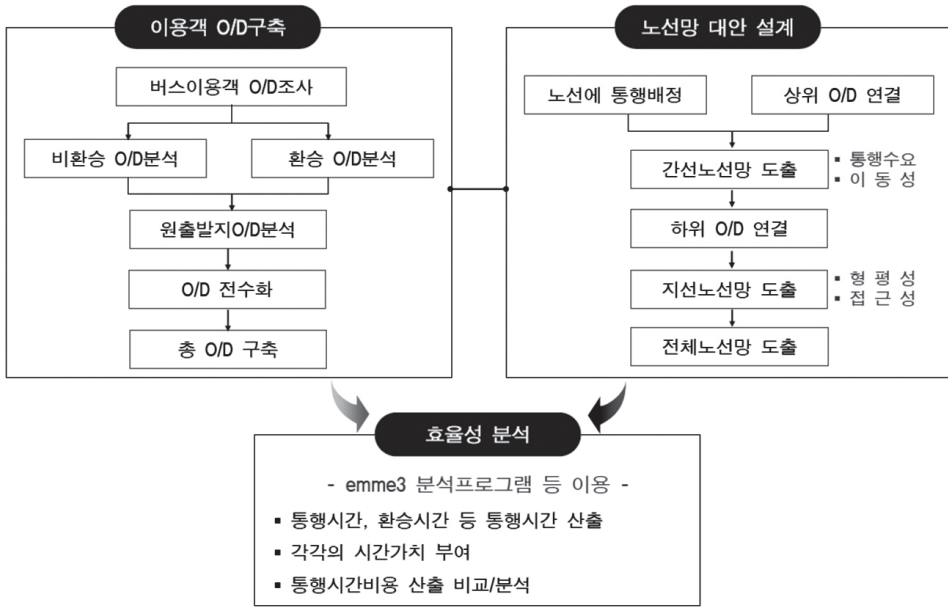 이용객 O/D구축
버스이용객 O/D조사
비환승 O/D분석
환승 O/D분석
원출발지O/D분석
O/D 전수화
총 O/D 구축
노선망 대안 설계
노선에 통행배정
상위 O/D 연결
간선노선망 도출
▪ 통행수요
▪ 이 동 성
하위 O/D 연결
지선노선망 도출
▪ 형 평 성
▪ 접 근 성
전체노선망 도출
효율성 분석
- emme3 분석프로그램 등 이용 -
▪ 통행시간, 환승시간 등 통행시간 산출
▪ 각각의 시간가치 부여
▪ 통행시간비용 산출 비교/분석